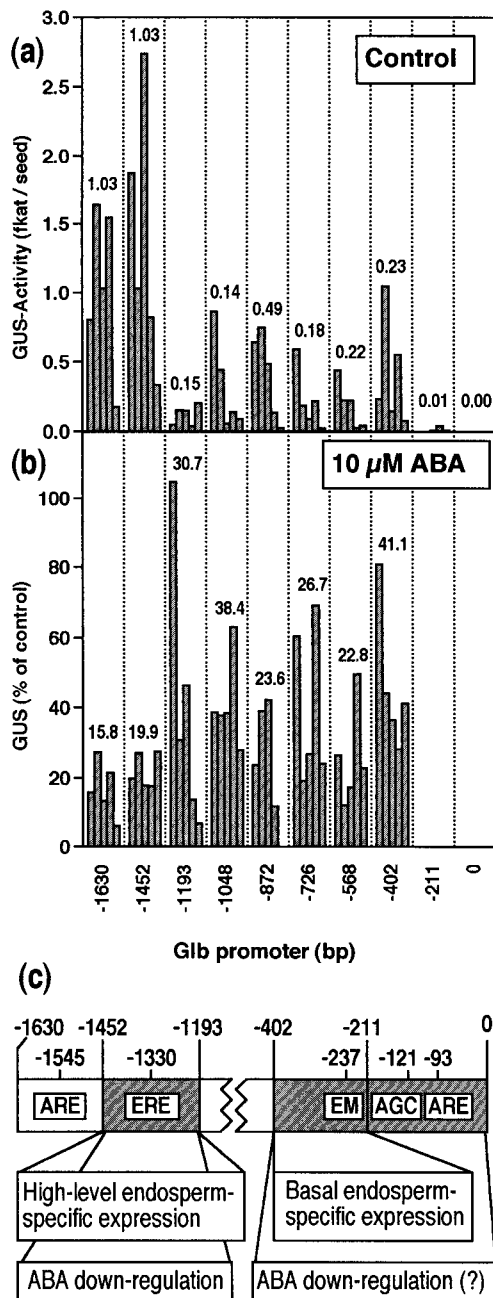 (a)
Control
GUS-Activity (fkat / seed)
3.0
2.5
2.0
1.5
1.0
0.5
0.0
1.03
1.03
0.15
0.14
0.49
0.18
0.22
0.23
0.01
0.00
(b)
10 µM ABA
GUS (% of control)
100
80
60
40
20
0
15.8
19.9
30.7
38.4
23.6
26.7
22.8
41.1
-1630
-1452
-1193
-1048
-872
-726
-568
-402
-211
0
Glb promoter (bp)
(c)
-1630 -1452 -1193 -402 -211 0
-1545 -1330 -237 -121 -93
ARE ERE EM AGC ARE
High-level endosperm-
specific expression
Basal endosperm-
specific expression
ABA down-regulation
ABA down-regulation (?)